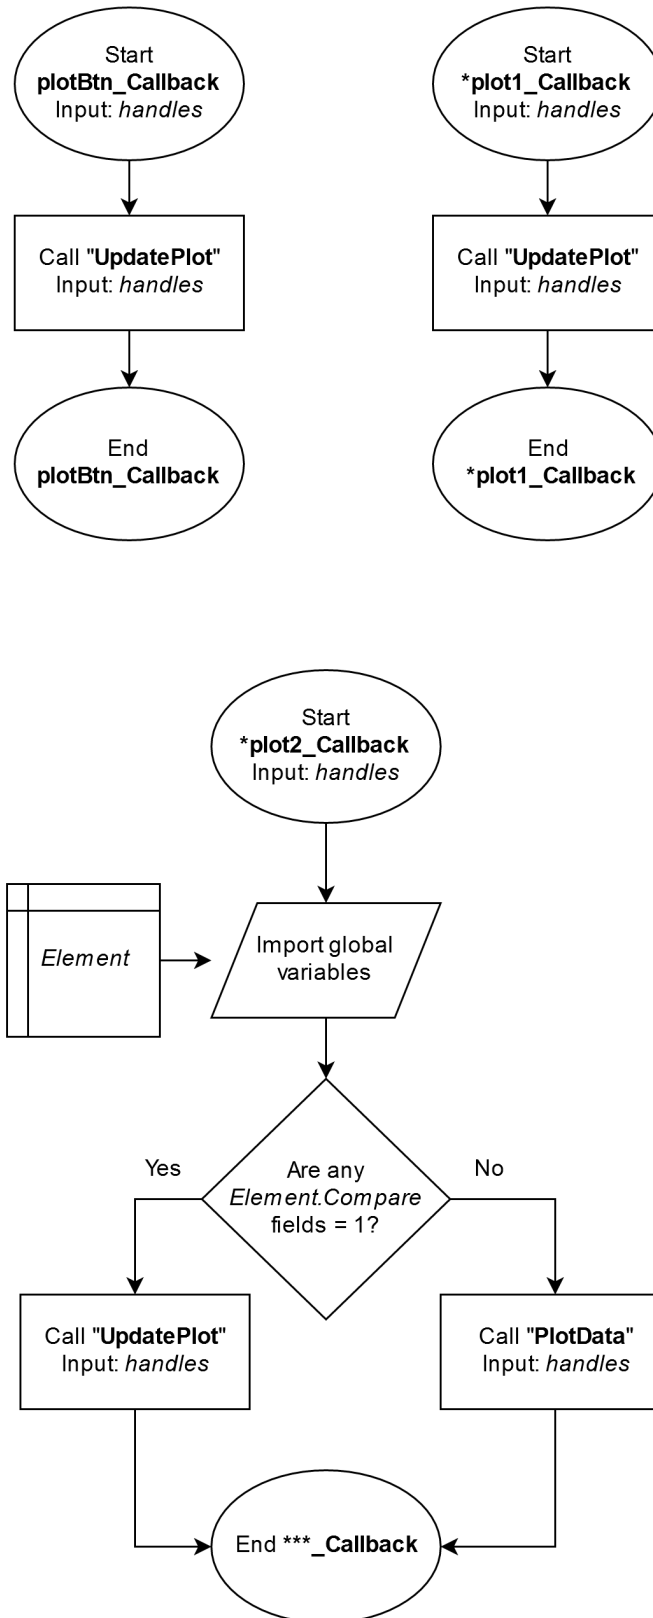 Start
plotBtn_Callback
Input: handles
Call "UpdatePlot"
Input: handles
End
plotBtn_Callback
Start
*plot1_Callback
Input: handles
Call "UpdatePlot"
Input: handles
End
*plot1_Callback
Start
*plot2_Callback
Input: handles
Element
Import global
variables
Are any
Element.Compare
fields = 1?
Yes
No
Call "UpdatePlot"
Input: handles
Call "PlotData"
Input: handles
End ***_Callback